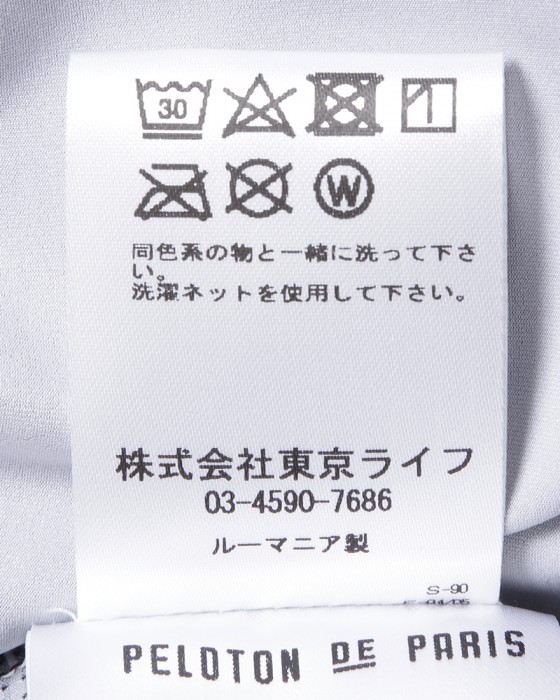 30
W
同色系の物と一緒に洗って下さ
い。
洗濯ネットを使用して下さい。
株式会社東京ライフ
03-4590-7686
ルーマニア製
S-90
PELOTON DE PARIS